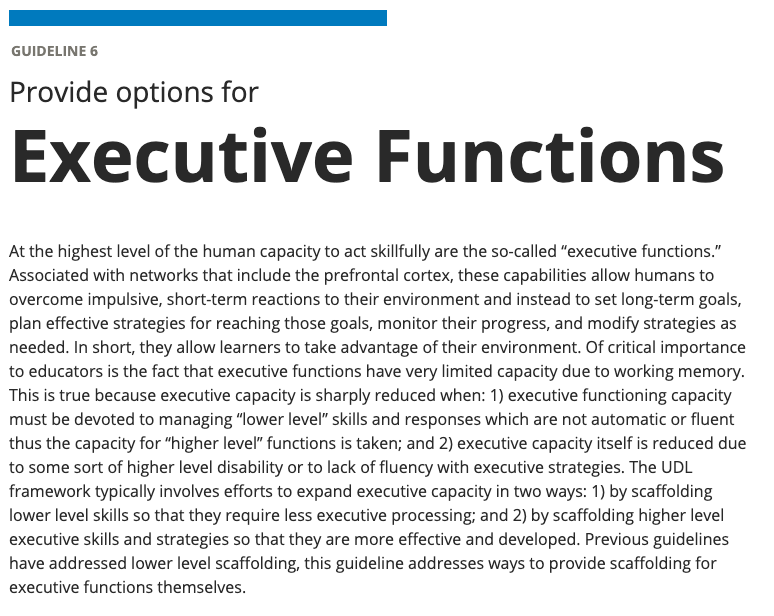 GUIDELINE 6
Provide options for
Executive Functions
At the highest level of the human capacity to act skillfully are the so-called “executive functions.”
Associated with networks that include the prefrontal cortex, these capabilities allow humans to
overcome impulsive, short-term reactions to their environment and instead to set long-term goals,
plan effective strategies for reaching those goals, monitor their progress, and modify strategies as
needed. In short, they allow learners to take advantage of their environment. Of critical importance
to educators is the fact that executive functions have very limited capacity due to working memory.
This is true because executive capacity is sharply reduced when: 1) executive functioning capacity
must be devoted to managing “lower level” skills and responses which are not automatic or fluent
thus the capacity for “higher level” functions is taken; and 2) executive capacity itself is reduced due
to some sort of higher level disability or to lack of fluency with executive strategies. The UDL
framework typically involves efforts to expand executive capacity in two ways: 1) by scaffolding
lower level skills so that they require less executive processing; and 2) by scaffolding higher level
executive skills and strategies so that they are more effective and developed. Previous guidelines
have addressed lower level scaffolding, this guideline addresses ways to provide scaffolding for
executive functions themselves.